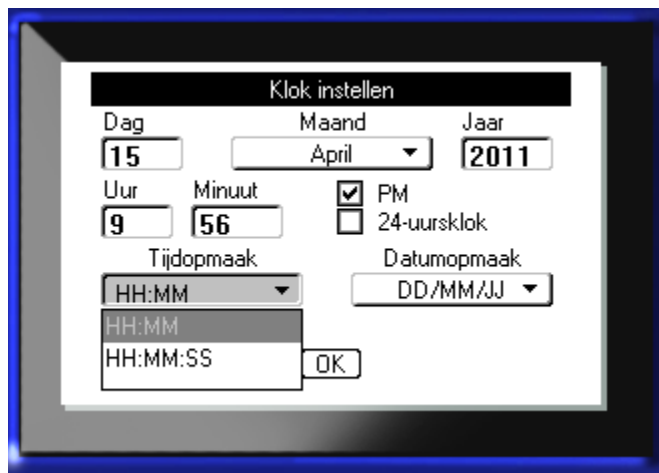 Klok instellen
Dag Maand Jaar
15 April 2011
Uur Minuut PM
9 56 24-uursklok
Tijdopmaak Datumopmaak
HH:MM DD/MM/JJ
HH:MM
HH:MM:SS
OK